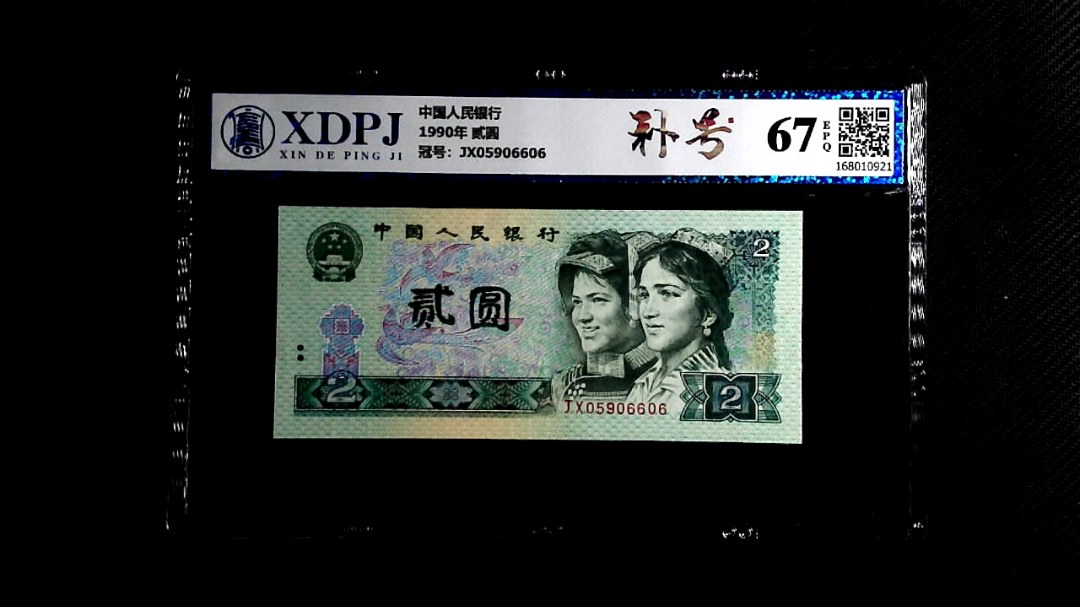 XDPJ
XIN DE PING JI
中国人民银行
1990年 贰圆
冠号：JX05906606
补号
67
EPQ
168010921
中国人民银行
2
贰圆
2
JX05906606
2